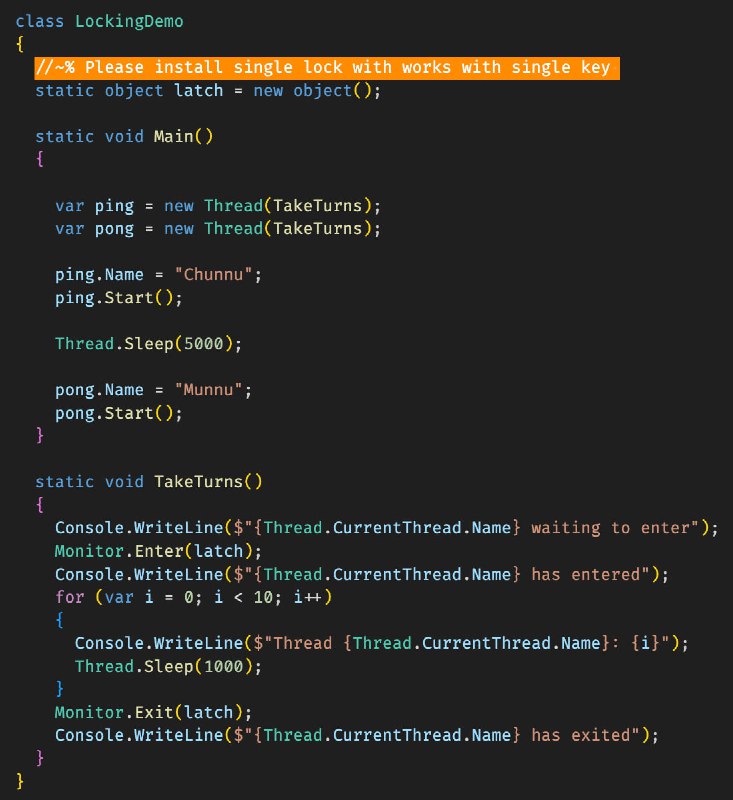 class LockingDemo
{
//~% Please install single lock with works with single key
static object latch = new object();
static void Main()
{
var ping = new Thread(TakeTurns);
var pong = new Thread(TakeTurns);
ping.Name = "Chunnu";
ping.Start();
Thread.Sleep(5000);
pong.Name = "Munnu";
pong.Start();
}
static void TakeTurns()
{
Console.WriteLine($"{Thread.CurrentThread.Name} waiting to enter");
Monitor.Enter(latch);
Console.WriteLine($"{Thread.CurrentThread.Name} has entered");
for (var i = 0; i < 10; i++)
{
Console.WriteLine($"Thread {Thread.CurrentThread.Name}: {i}");
Thread.Sleep(1000);
}
Monitor.Exit(latch);
Console.WriteLine($"{Thread.CurrentThread.Name} has exited");
}
}